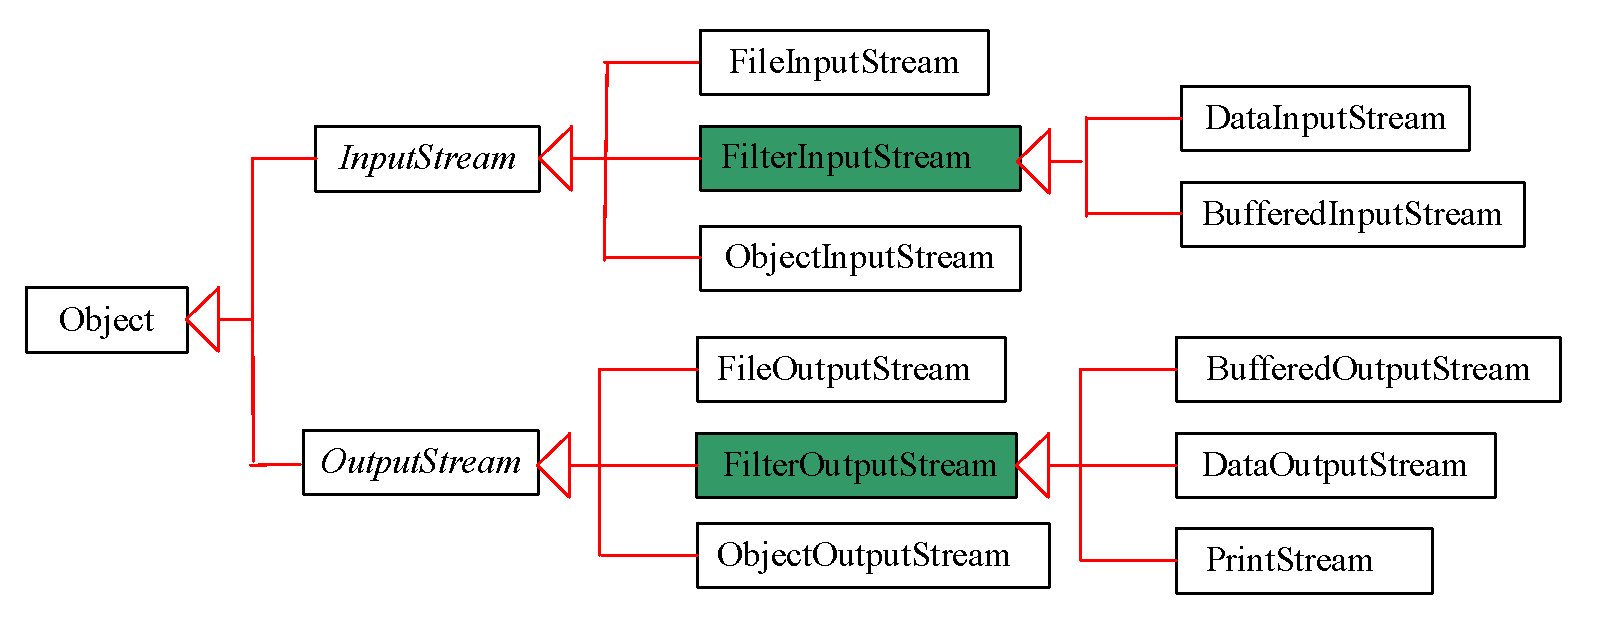 Object
InputStream
FileInputStream
FilterInputStream
ObjectInputStream
DataInputStream
BufferedInputStream
OutputStream
FileOutputStream
FilterOutputStream
ObjectOutputStream
BufferedOutputStream
DataOutputStream
PrintStream